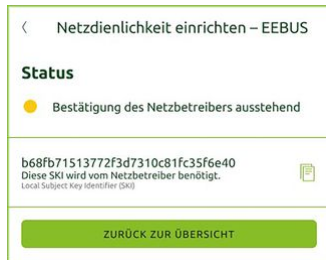 Netzdienlichkeit einrichten – EEBUS
Status
Bestätigung des Netzbetreibers ausstehend
b68fb71513772f3d7310c81fc35f6e40
Diese SKI wird vom Netzbetreiber benötigt.
Local Subject Key Identifier (SKI)
ZURÜCK ZUR ÜBERSICHT